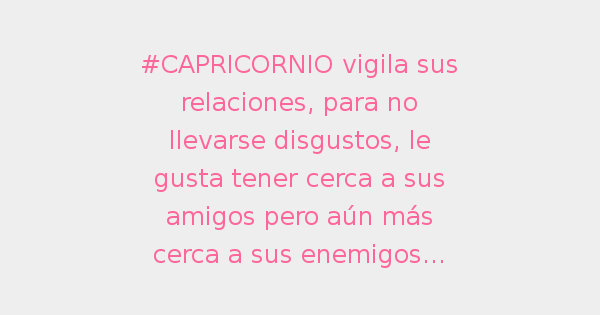 #CAPRICORNIO vigila sus
relaciones, para no
llevarse disgustos, le
gusta tener cerca a sus
amigos pero aún más
cerca a sus enemigos...